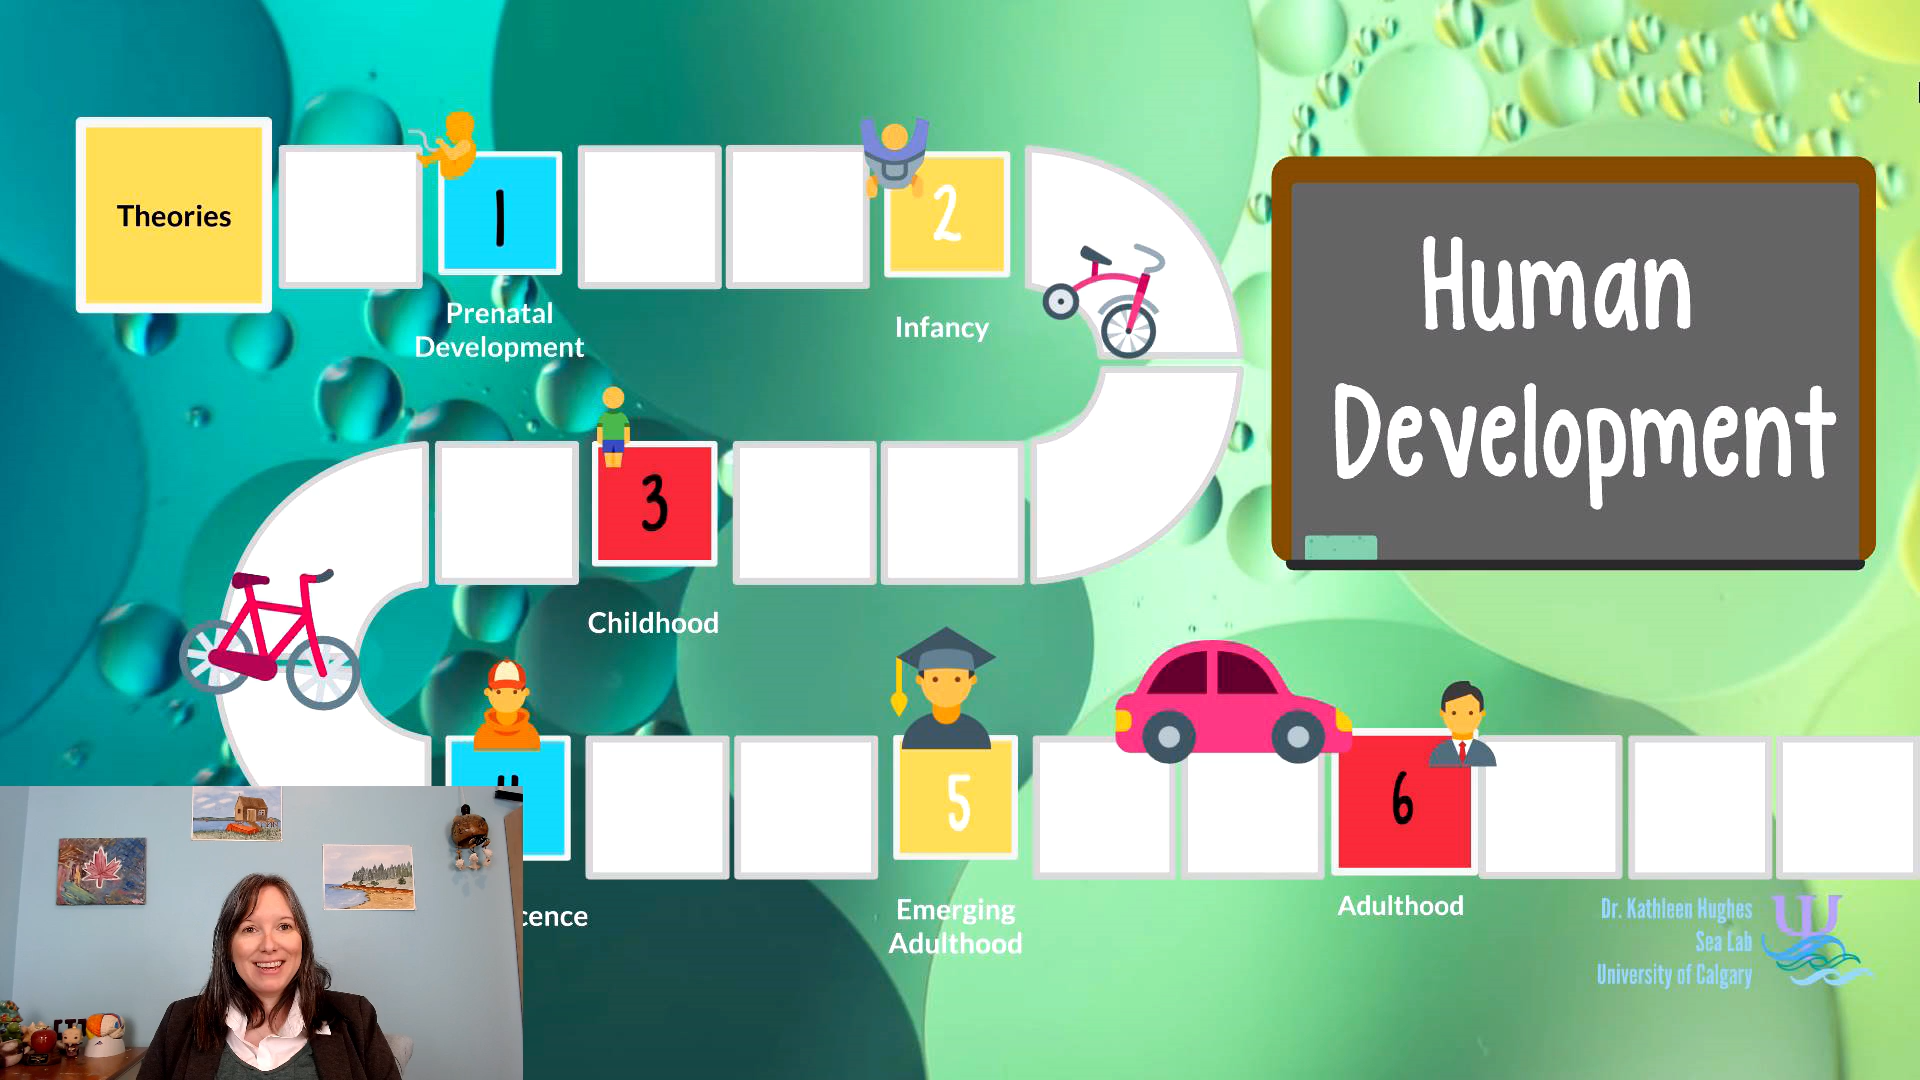 Theories
1
2
Prenatal
Development
Infancy
Human
Development
3
Childhood
5
6
Emerging
Adulthood
Adulthood
Dr. Kathleen Hughes
Sea Lab
University of Calgary
cence